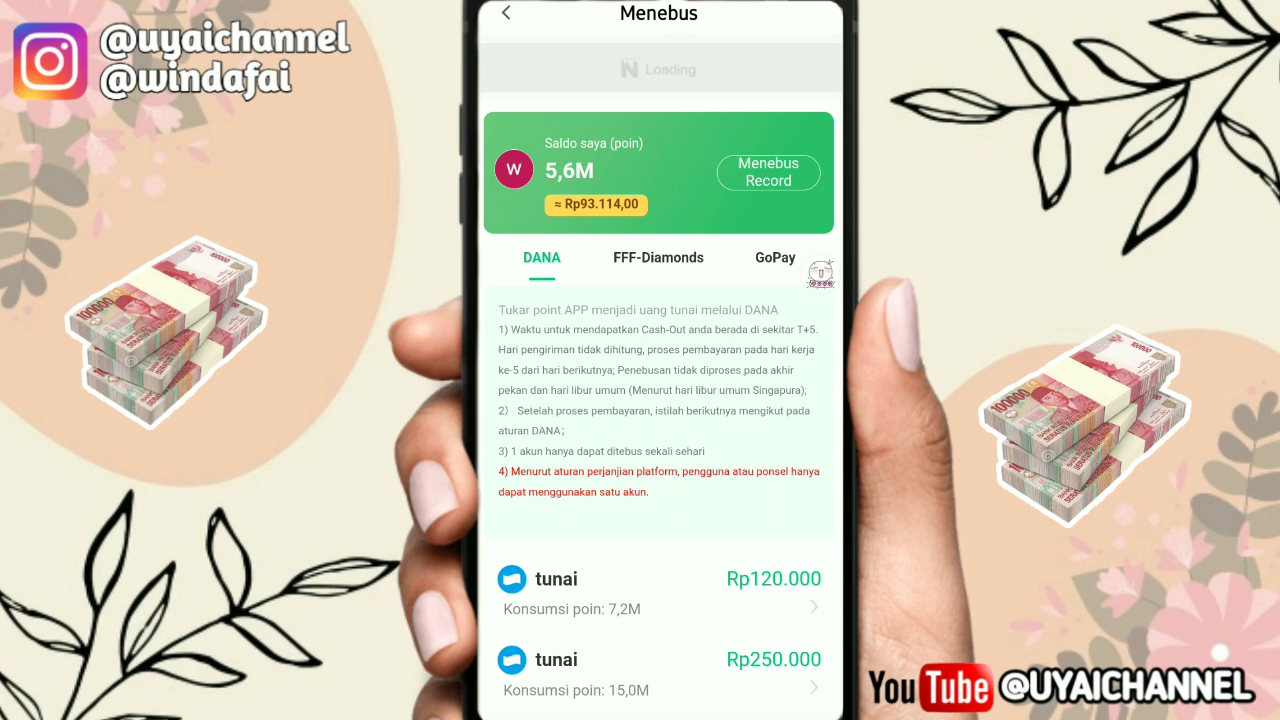 @uyaichannel
@windafai
Menebus
Loading
Saldo saya (poin)
W
5,6M
≈ Rp93.114,00
Menebus
Record
DANA
FFF-Diamonds
GoPay
Tukar point APP menjadi uang tunai melalui DANA
1) Waktu untuk mendapatkan Cash-Out anda berada di sekitar T+5.
Hari pengiriman tidak dihitung, proses pembayaran pada hari kerja
ke-5 dari hari berikutnya; Penebusan tidak diproses pada akhir
pekan dan hari libur umum (Menurut hari libur umum Singapura);
2) Setelah proses pembayaran, istilah berikutnya mengikut pada
aturan DANA;
3) 1 akun hanya dapat ditebus sekali sehari
4) Menurut aturan perjanjian platform, pengguna atau ponsel hanya
dapat menggunakan satu akun.
tunai
Rp120.000
Konsumsi poin: 7,2M
tunai
Rp250.000
Konsumsi poin: 15,0M
YouTube @UYAICHANNEL
100000
100000
100000
100000